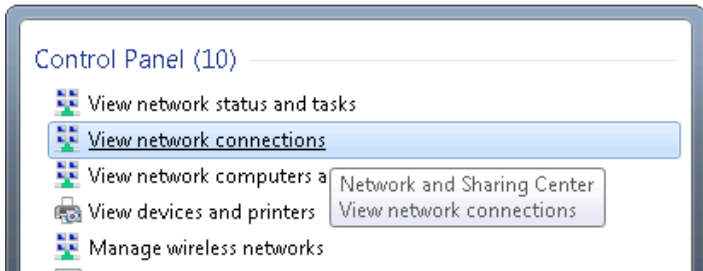 Control Panel (10)
View network status and tasks
View network connections
View network computers a
Network and Sharing Center
View network connections
View devices and printers
Manage wireless networks